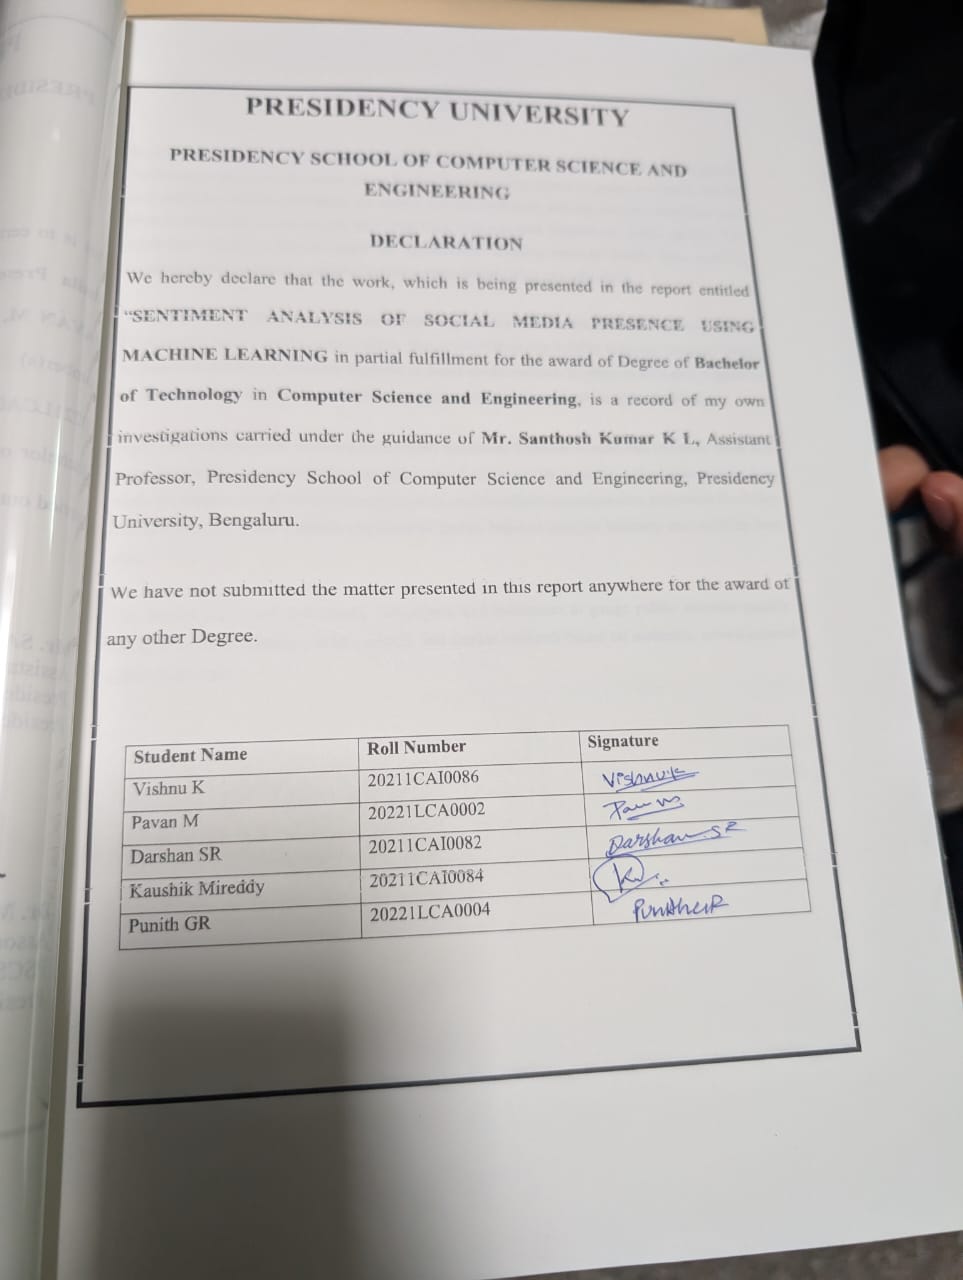 PRESIDENCY UNIVERSITY
PRESIDENCY SCHOOL OF COMPUTER SCIENCE AND
ENGINEERING
DECLARATION
We hereby declare that the work, which is being presented in the report entitled
“SENTIMENT ANALYSIS OF SOCIAL MEDIA PRESENCE USING
MACHINE LEARNING in partial fulfillment for the award of Degree of Bachelor
of Technology in Computer Science and Engineering, is a record of my own
investigations carried under the guidance of Mr. Santhosh Kumar K L, Assistant
Professor, Presidency School of Computer Science and Engineering, Presidency
University, Bengaluru.
We have not submitted the matter presented in this report anywhere for the award of
any other Degree.
Student Name Roll Number Signature
Vishnu K 20211CAI0086 Vishnu.k
Pavan M 20221LCA0002
Darshan SR 20211CAI0082 Darshan SR
Kaushik Mireddy 20211CAI0084
Punith GR 20221LCA0004